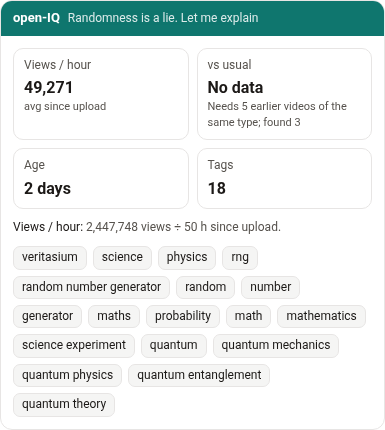 open-IQ Randomness is a lie. Let me explain
Views / hour
49,271
avg since upload
vs usual
No data
Needs 5 earlier videos of the
same type; found 3
Age
2 days
Tags
18
Views / hour: 2,447,748 views ÷ 50 h since upload.
veritasium science physics rng
random number generator random number
generator maths probability math mathematics
science experiment quantum quantum mechanics
quantum physics quantum entanglement
quantum theory